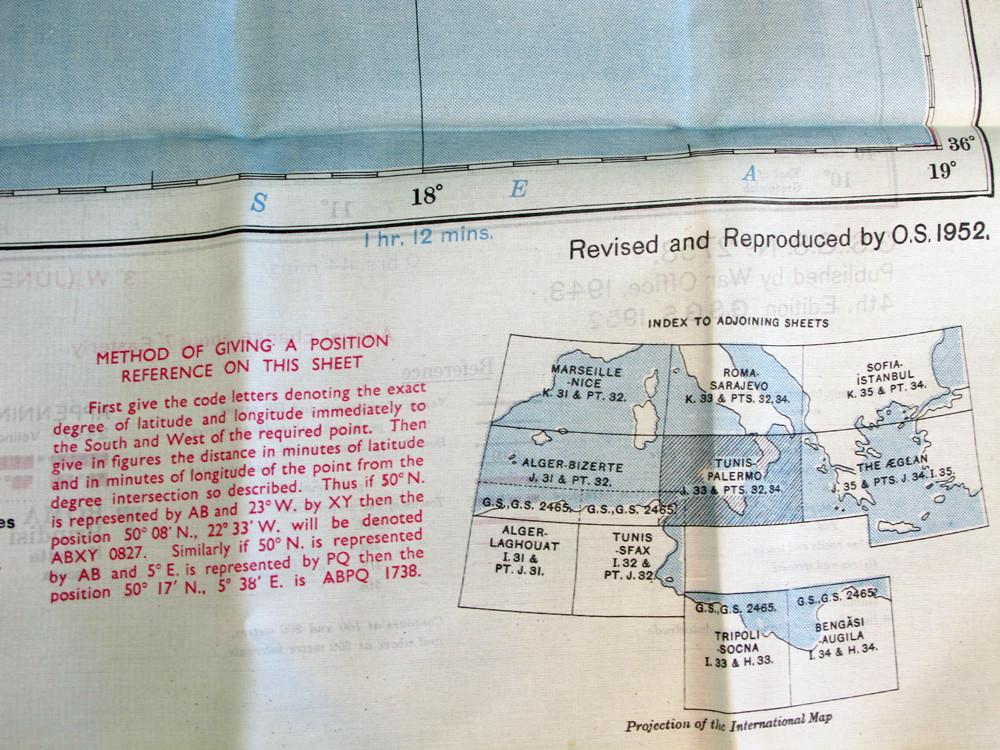 36°
S 18° E A 19°
1 hr. 12 mins.
Revised and Reproduced by O.S. 1952.
METHOD OF GIVING A POSITION
REFERENCE ON THIS SHEET
First give the code letters denoting the exact
degree of latitude and longitude immediately to
the South and West of the required point. Then
give in figures the distance in minutes of latitude
and in minutes of longitude of the point from the
degree intersection so described. Thus if 50° N.
is represented by AB and 23° W. by XY then the
position 50° 08′ N., 22° 33′ W. will be denoted
ABXY 0827. Similarly if 50° N. is represented
by AB and 5° E. is represented by PQ then the
position 50° 17′ N., 5° 38′ E. is ABPQ 1738.
es
INDEX TO ADJOINING SHEETS
MARSEILLE
-NICE
K. 31 & PT. 32.
ROMA-
SARAJEVO
K. 33 & PTS. 32, 34.
SOFIA-
İSTANBUL
K. 35 & PT. 34.
ALGER-BIZERTE
J. 31 & PT. 32.
TUNIS-
PALERMO
J. 33 & PTS. 32, 34.
THE ÆGEAN
J. 35 & PTS. J. 34, I. 35.
G.S., G.S. 2465.
G.S., G.S. 2465.
ALGER-
LAGHOUAT
I. 31 &
PT. J. 31.
TUNIS
-SFAX
I. 32 &
PT. J. 32.
G.S., G.S. 2465.
TRIPOLI
-SOCNA
I. 33 & H. 33.
G.S., G.S. 2465.
BENGĀSI
-AUGILA
I. 34 & H. 34.
Projection of the International Map